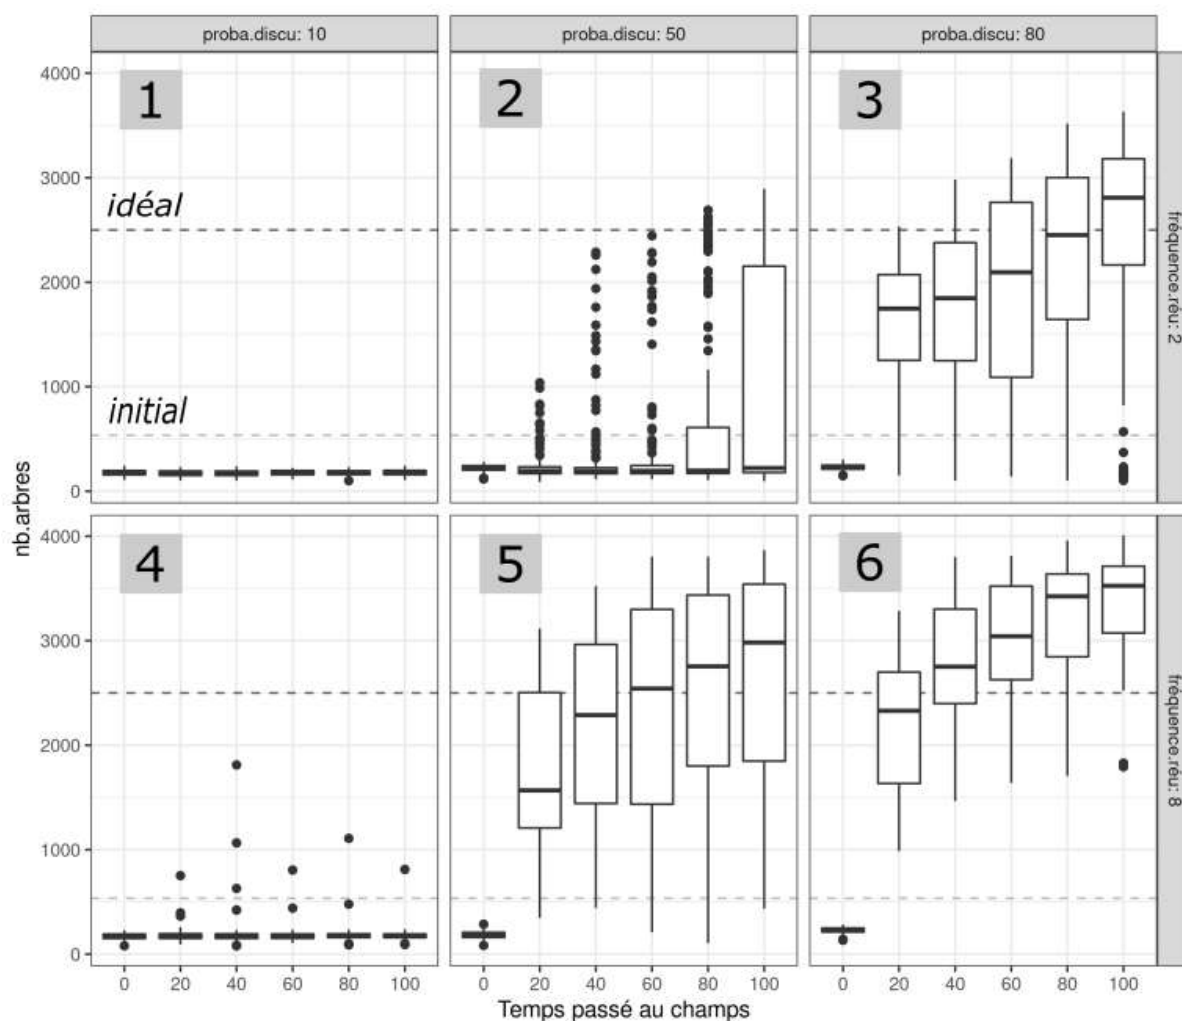 proba.discu: 10
proba.discu: 50
proba.discu: 80
nb.arbres
4000
3000
2000
1000
0
1
idéal
initial
2
3
fréquence.réu: 2
4000
3000
2000
1000
0
4
5
6
fréquence.réu: 8
0 20 40 60 80 100
0 20 40 60 80 100
0 20 40 60 80 100
Temps passé au champs